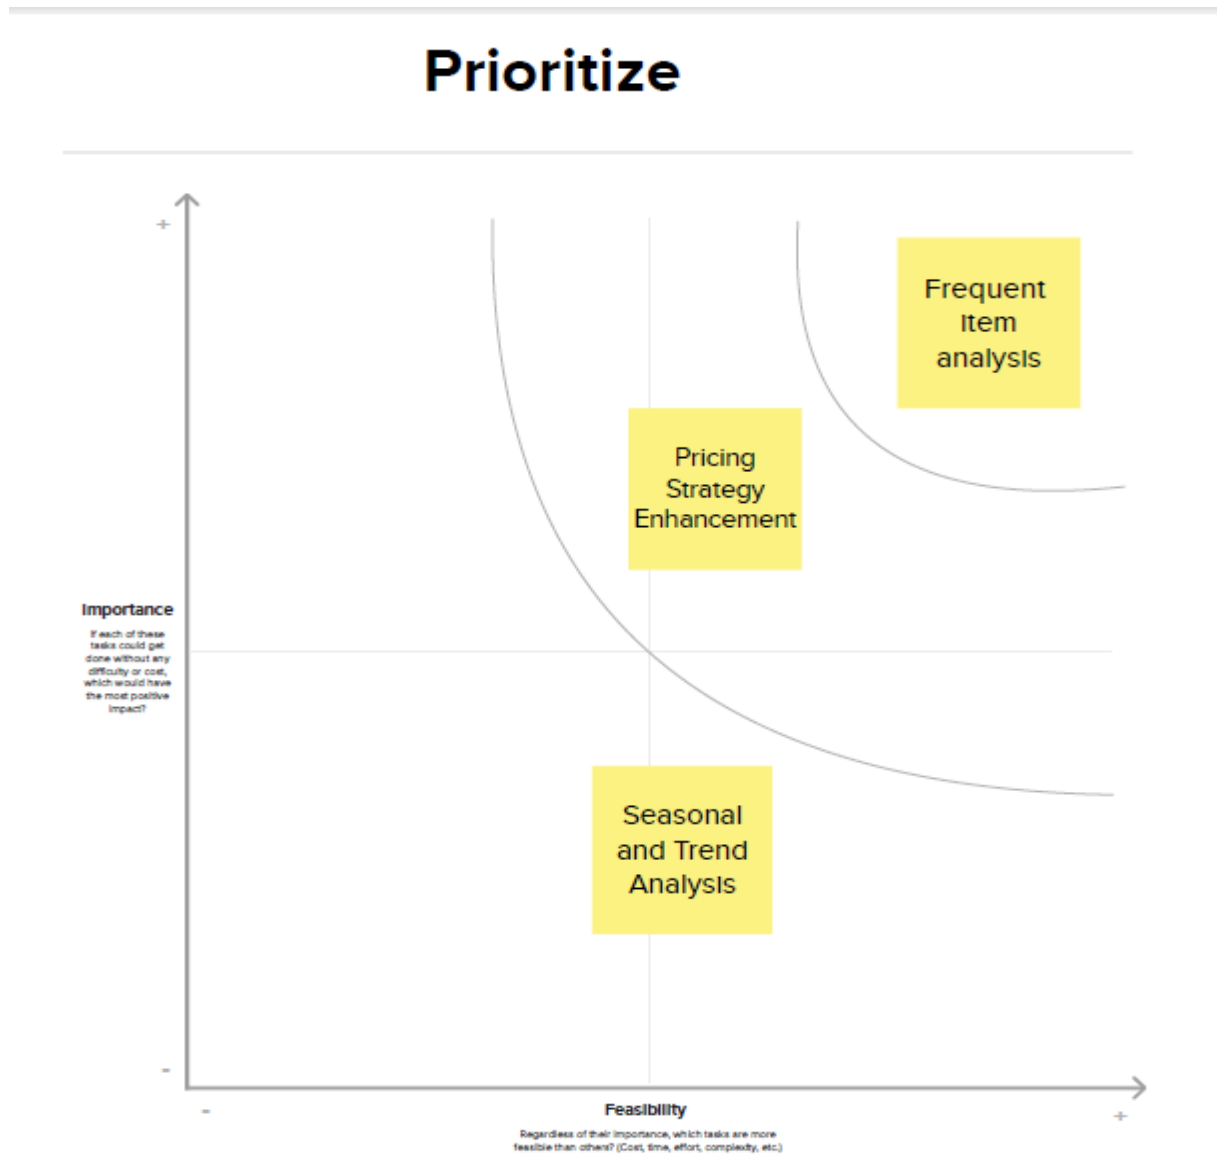 Prioritize
+
Frequent
Item
analysis
Pricing
Strategy
Enhancement
Importance
If each of these
tasks could get
done without any
difficulty or cost,
which would have
the most positive
impact?
Seasonal
and Trend
Analysis
-
-
Feasibility
+
Regardless of their importance, which tasks are more
feasible than others? (Cost, time, effort, complexity, etc.)